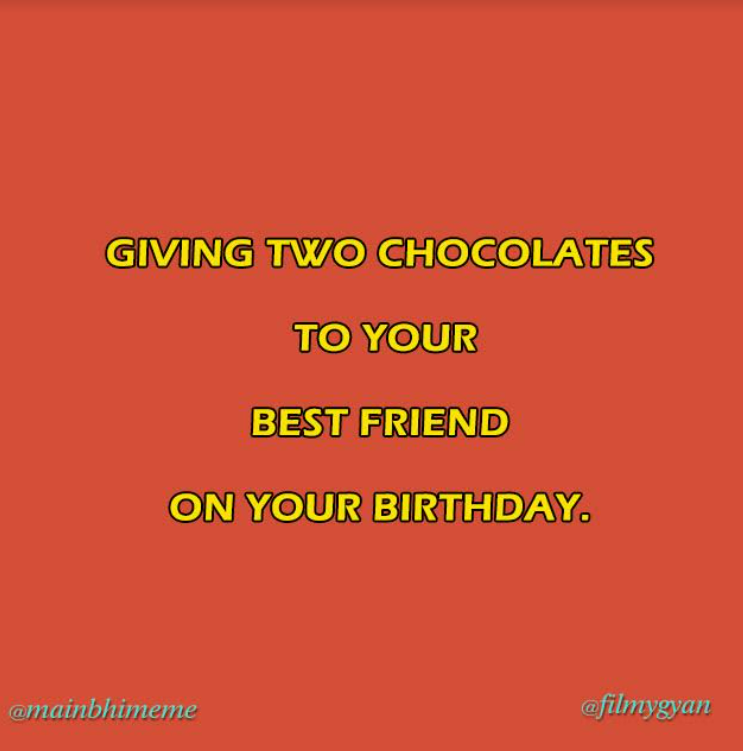 GIVING TWO CHOCOLATES
TO YOUR
BEST FRIEND
ON YOUR BIRTHDAY.
@mainbhimeme
@filmygyan